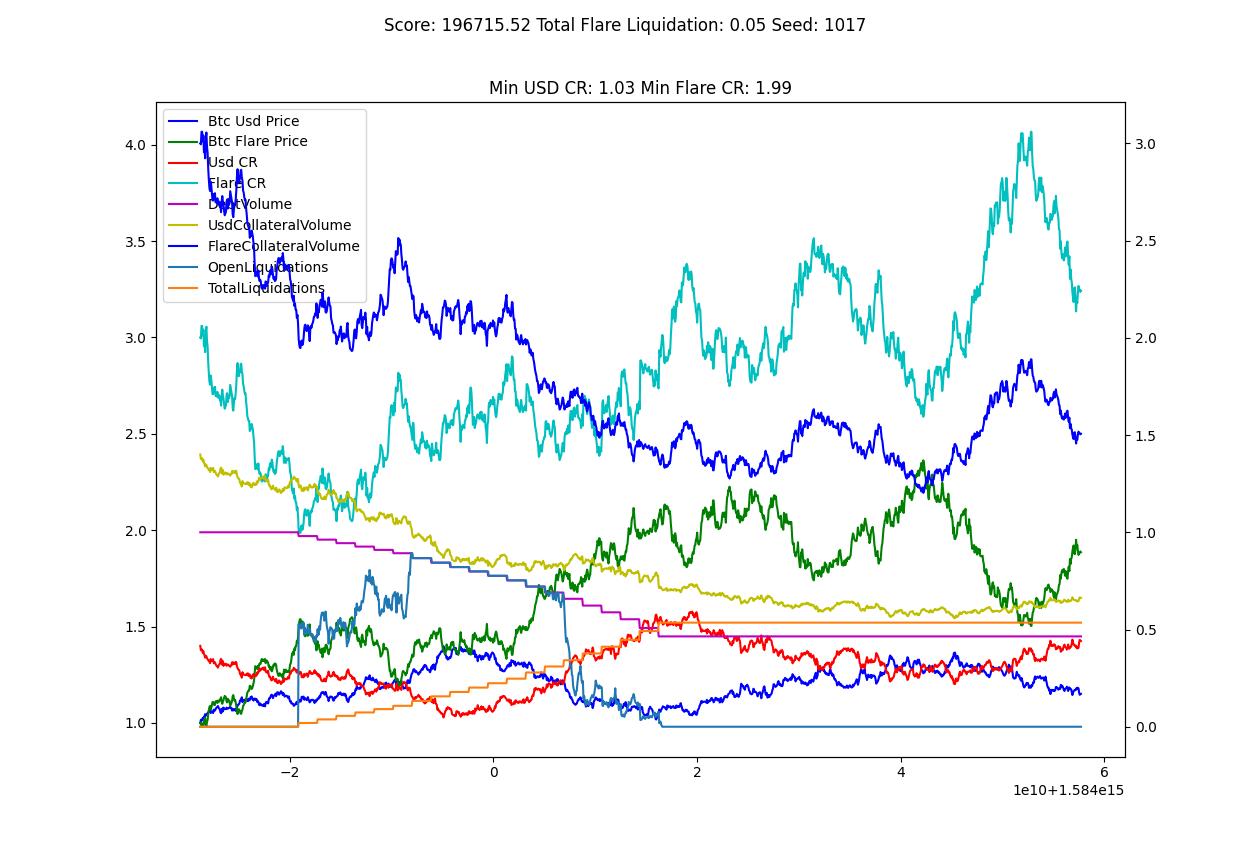 Score: 196715.52 Total Flare Liquidation: 0.05 Seed: 1017
Min USD CR: 1.03 Min Flare CR: 1.99
Btc Usd Price
Btc Flare Price
Usd CR
Flare CR
DebtVolume
UsdCollateralVolume
FlareCollateralVolume
OpenLiquidations
TotalLiquidations
4.0
3.5
3.0
2.5
2.0
1.5
1.0
3.0
2.5
2.0
1.5
1.0
0.5
0.0
−2
0
2
4
6
1e10+1.584e15